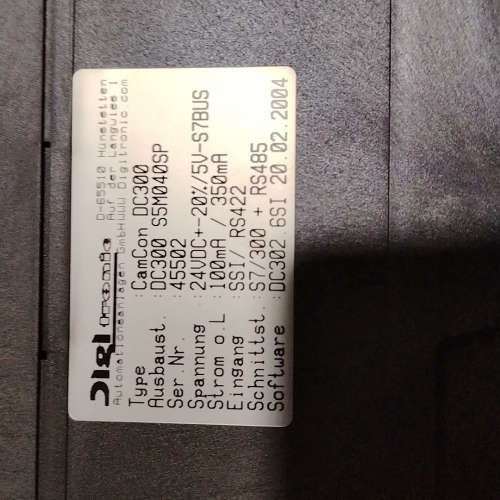 Digitronic
D-65510 Hünstetten
Auf der Langwies 1
Automationsanlagen GmbH WWW Digitronic.com
Type : CamCon DC300
Ausbaust. : DC300 S5M040SP
Ser.Nr. : 45502
Spannung : 24VDC+-20%/5V-S7BUS
Strom o.L : 100mA / 350mA
Eingang : SSI/ RS422
Schnittst. : S7/300 + RS485
Software : DC302.6SI 20.02.2004